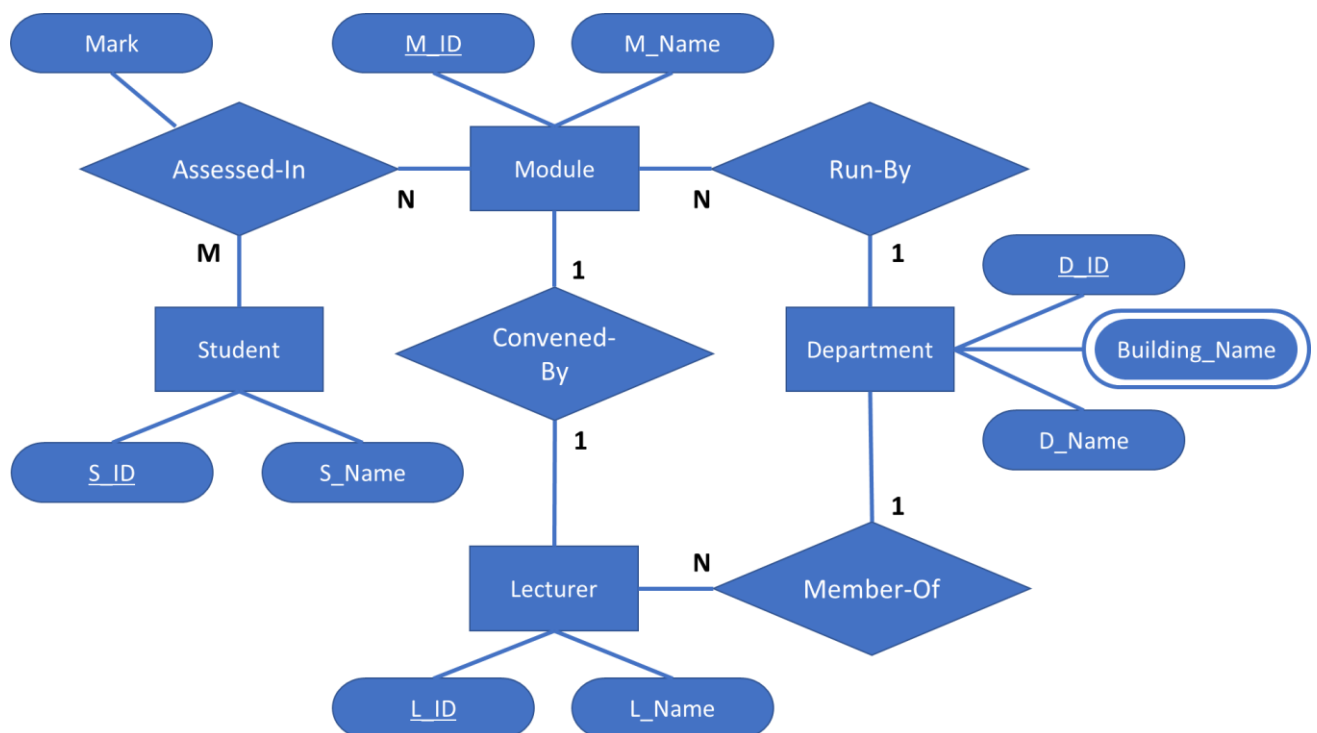 Mark
M_ID
M_Name
Assessed-In
N
Module
N
Run-By
M
1
1
D_ID
Student
Convened-
By
Department
Building_Name
1
D_Name
S_ID
S_Name
1
N
Lecturer
Member-Of
L_ID
L_Name